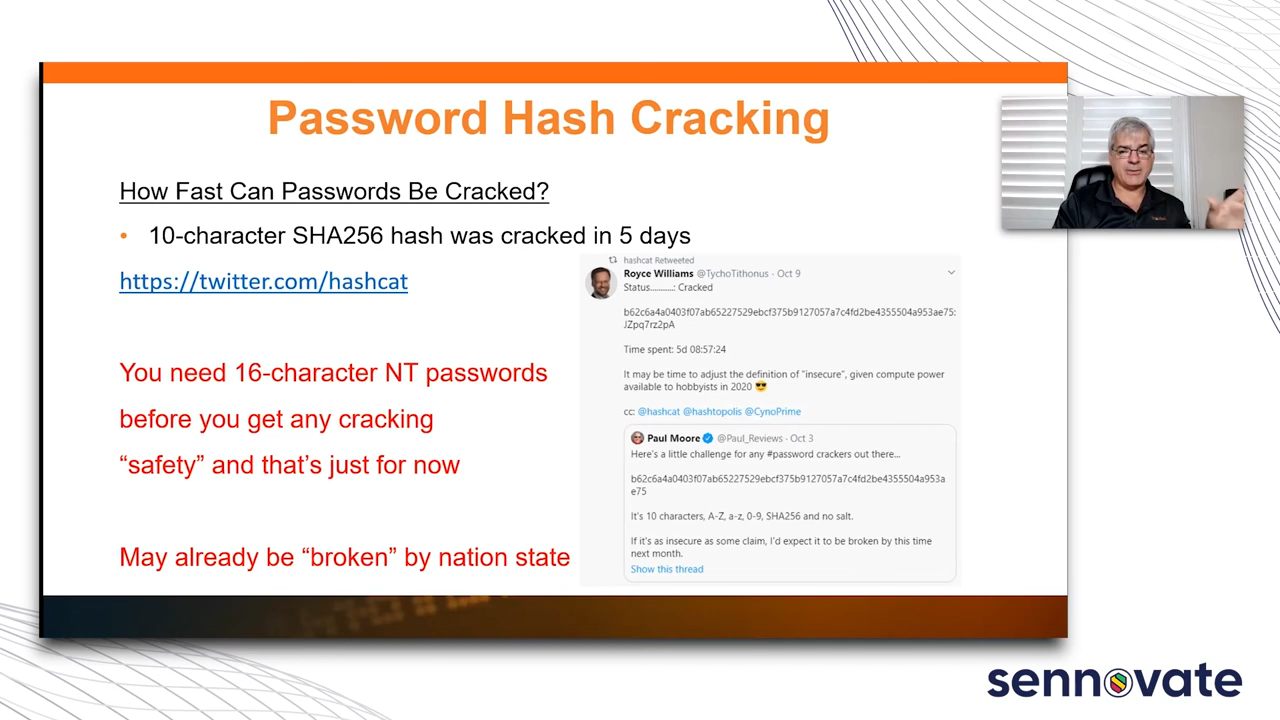 Password Hash Cracking
How Fast Can Passwords Be Cracked?
• 10-character SHA256 hash was cracked in 5 days
https://twitter.com/hashcat
You need 16-character NT passwords
before you get any cracking
“safety” and that’s just for now
May already be “broken” by nation state
hashcat Retweeted
Royce Williams @TychoTithonus · Oct 9
Status...........: Cracked
b62c6a4a0403f07ab65227529ebcf375b9127057a7c4fd2be4355504a953ae75:
JZpq7rz2pA
Time spent: 5d 08:57:24
It may be time to adjust the definition of "insecure", given compute power
available to hobbyists in 2020 😎
cc: @hashcat @hashtopolis @CynoPrime
Paul Moore @Paul_Reviews · Oct 3
Here's a little challenge for any #password crackers out there...
b62c6a4a0403f07ab65227529ebcf375b9127057a7c4fd2be4355504a953a
e75
It's 10 characters, A-Z, a-z, 0-9, SHA256 and no salt.
If it's as insecure as some claim, I'd expect it to be broken by this time
next month.
Show this thread
sennovate